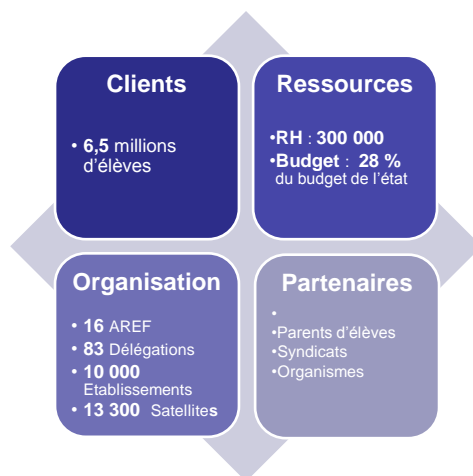 Clients
• 6,5 millions
d'élèves
Ressources
•RH : 300 000
•Budget : 28 %
du budget de l'état
Organisation
• 16 AREF
• 83 Délégations
• 10 000
Etablissements
• 13 300 Satellites
Partenaires
•
•Parents d'élèves
•Syndicats
•Organismes